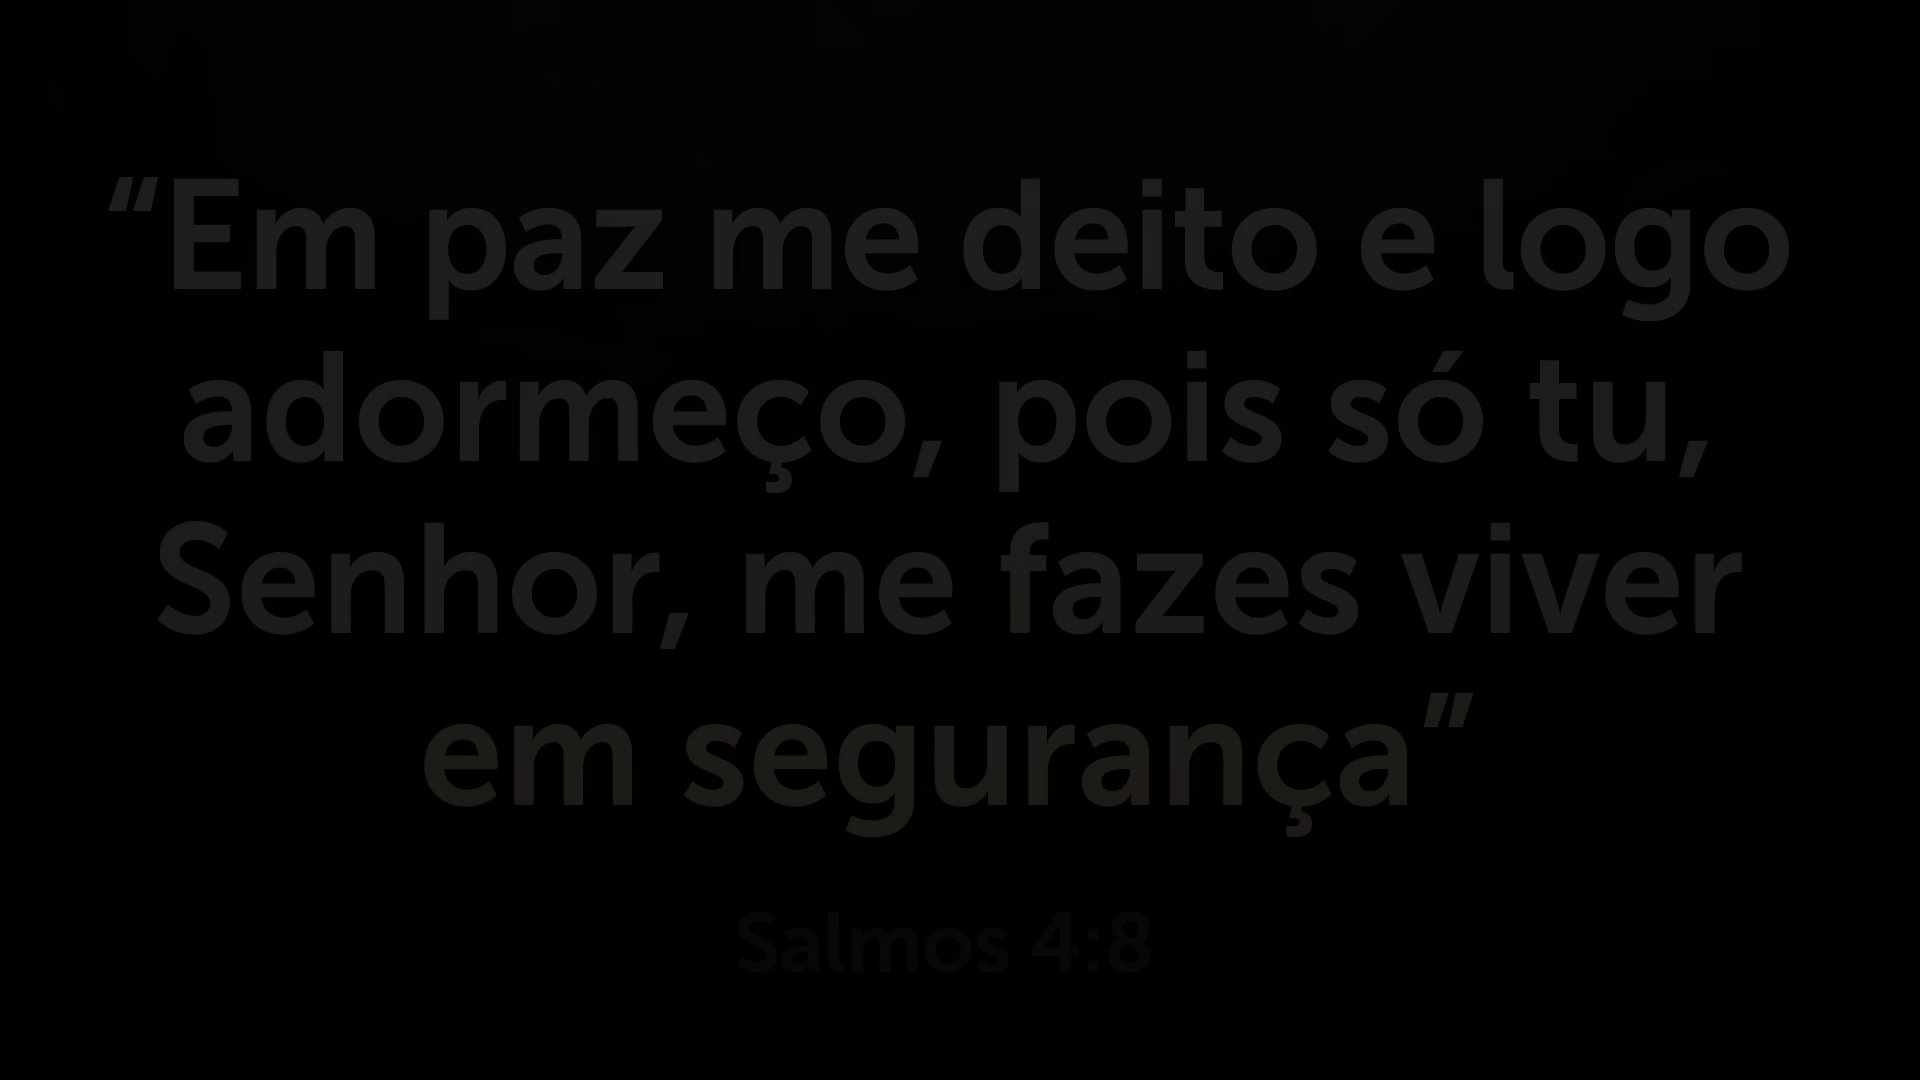 “Em paz me deito e logo
adormeço, pois só tu,
Senhor, me fazes viver
em segurança”
Salmos 4:8